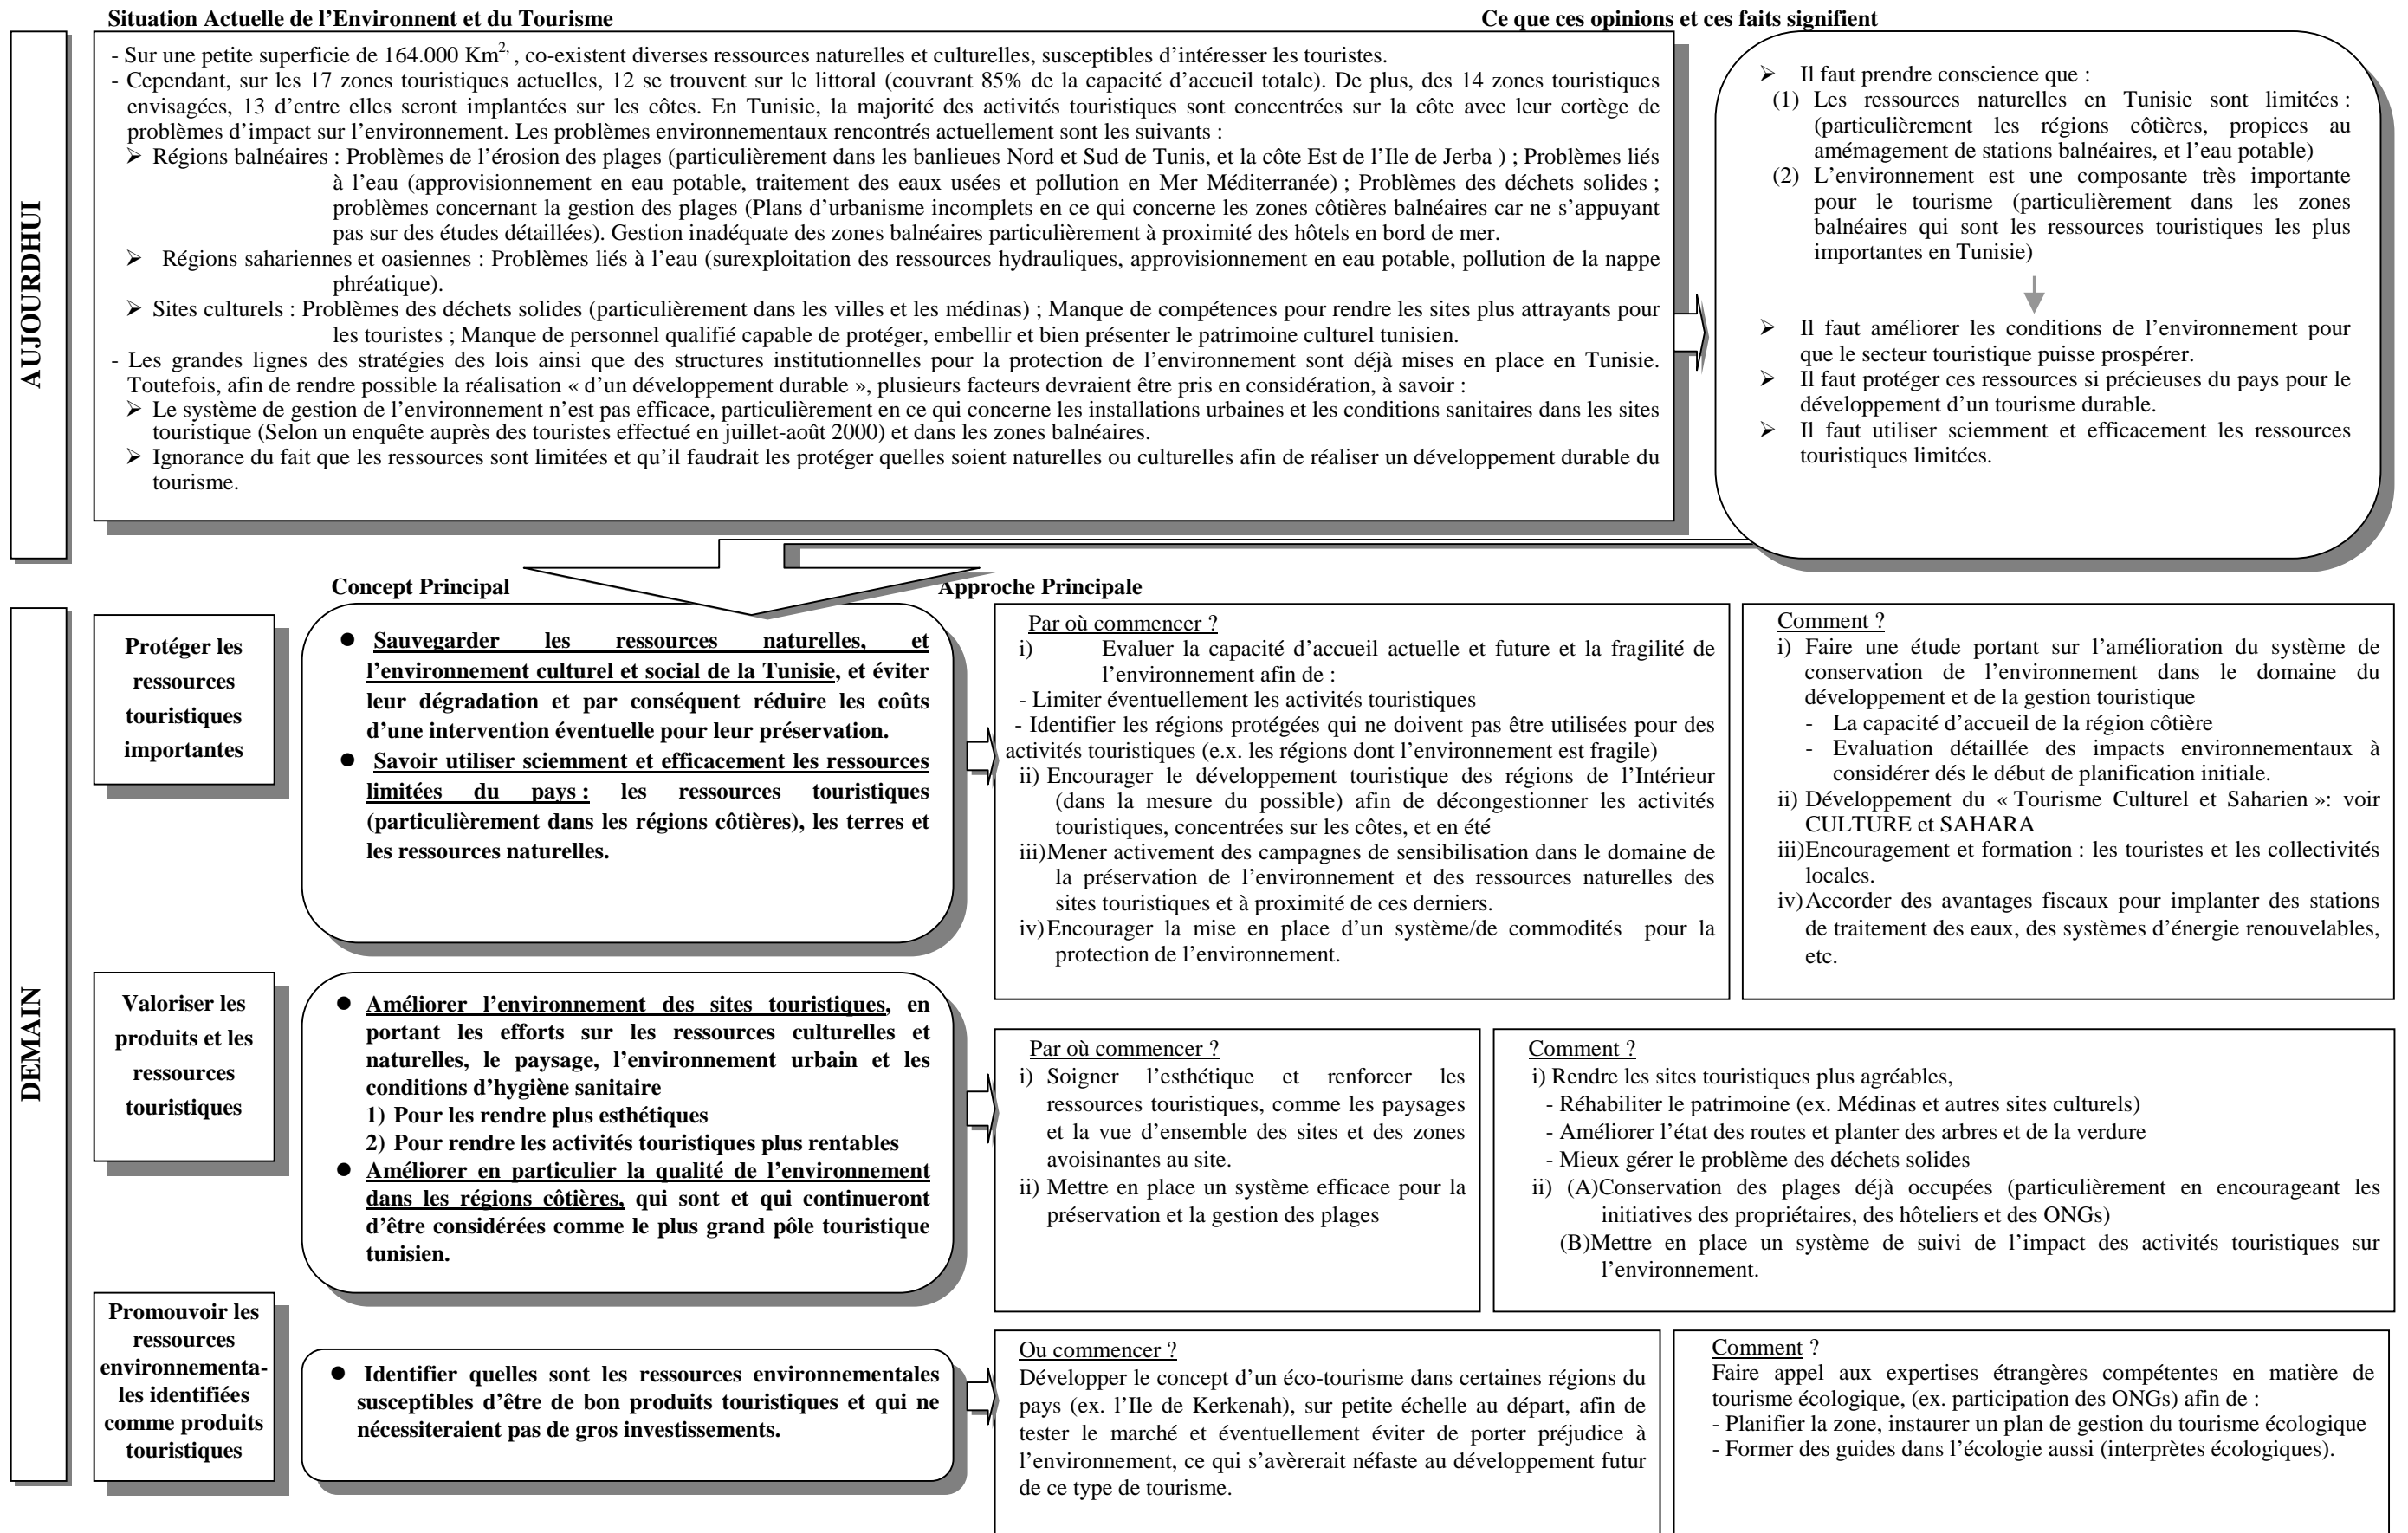 Situation Actuelle de l'Environnent et du Tourisme
Ce que ces opinions et ces faits signifient
AUJOURDHUI
- Sur une petite superficie de 164.000 Km2, , co-existent diverses ressources naturelles et culturelles, susceptibles d'intéresser les touristes.
- Cependant, sur les 17 zones touristiques actuelles, 12 se trouvent sur le littoral (couvrant 85% de la capacité d'accueil totale). De plus, des 14 zones touristiques
envisagées, 13 d'entre elles seront implantées sur les côtes. En Tunisie, la majorité des activités touristiques sont concentrées sur la côte avec leur cortège de
problèmes d'impact sur l'environnement. Les problèmes environnementaux rencontrés actuellement sont les suivants :
➢ Régions balnéaires : Problèmes de l'érosion des plages (particulièrement dans les banlieues Nord et Sud de Tunis, et la côte Est de l'Ile de Jerba ) ; Problèmes liés
à l'eau (approvisionnement en eau potable, traitement des eaux usées et pollution en Mer Méditerranée) ; Problèmes des déchets solides ;
problèmes concernant la gestion des plages (Plans d'urbanisme incomplets en ce qui concerne les zones côtières balnéaires car ne s'appuyant
pas sur des études détaillées). Gestion inadéquate des zones balnéaires particulièrement à proximité des hôtels en bord de mer.
➢ Régions sahariennes et oasiennes : Problèmes liés à l'eau (surexploitation des ressources hydrauliques, approvisionnement en eau potable, pollution de la nappe
phréatique).
➢ Sites culturels : Problèmes des déchets solides (particulièrement dans les villes et les médinas) ; Manque de compétences pour rendre les sites plus attrayants pour
les touristes ; Manque de personnel qualifié capable de protéger, embellir et bien présenter le patrimoine culturel tunisien.
- Les grandes lignes des stratégies des lois ainsi que des structures institutionnelles pour la protection de l'environnement sont déjà mises en place en Tunisie.
Toutefois, afin de rendre possible la réalisation « d'un développement durable », plusieurs facteurs devraient être pris en considération, à savoir :
➢ Le système de gestion de l'environnement n'est pas efficace, particulièrement en ce qui concerne les installations urbaines et les conditions sanitaires dans les sites
touristique (Selon un enquête auprès des touristes effectué en juillet-août 2000) et dans les zones balnéaires.
➢ Ignorance du fait que les ressources sont limitées et qu'il faudrait les protéger quelles soient naturelles ou culturelles afin de réaliser un développement durable du
tourisme.
➢ Il faut prendre conscience que :
(1) Les ressources naturelles en Tunisie sont limitées :
(particulièrement les régions côtières, propices au
amémagement de stations balnéaires, et l'eau potable)
(2) L'environnement est une composante très importante
pour le tourisme (particulièrement dans les zones
balnéaires qui sont les ressources touristiques les plus
importantes en Tunisie)
➢ Il faut améliorer les conditions de l'environnement pour
que le secteur touristique puisse prospérer.
➢ Il faut protéger ces ressources si précieuses du pays pour le
développement d'un tourisme durable.
➢ Il faut utiliser sciemment et efficacement les ressources
touristiques limitées.
Concept Principal
Approche Principale
DEMAIN
Protéger les
ressources
touristiques
importantes
● Sauvegarder les ressources naturelles, et
l'environnement culturel et social de la Tunisie, et éviter
leur dégradation et par conséquent réduire les coûts
d'une intervention éventuelle pour leur préservation.
● Savoir utiliser sciemment et efficacement les ressources
limitées du pays : les ressources touristiques
(particulièrement dans les régions côtières), les terres et
les ressources naturelles.
Par où commencer ?
i) Evaluer la capacité d'accueil actuelle et future et la fragilité de
l'environnement afin de :
- Limiter éventuellement les activités touristiques
- Identifier les régions protégées qui ne doivent pas être utilisées pour des
activités touristiques (e.x. les régions dont l'environnement est fragile)
ii) Encourager le développement touristique des régions de l'Intérieur
(dans la mesure du possible) afin de décongestionner les activités
touristiques, concentrées sur les côtes, et en été
iii)Mener activement des campagnes de sensibilisation dans le domaine de
la préservation de l'environnement et des ressources naturelles des
sites touristiques et à proximité de ces derniers.
iv)Encourager la mise en place d'un système/de commodités pour la
protection de l'environnement.
Comment ?
i) Faire une étude portant sur l'amélioration du système de
conservation de l'environnement dans le domaine du
développement et de la gestion touristique
- La capacité d'accueil de la région côtière
- Evaluation détaillée des impacts environnementaux à
considérer dés le début de planification initiale.
ii) Développement du « Tourisme Culturel et Saharien »: voir
CULTURE et SAHARA
iii)Encouragement et formation : les touristes et les collectivités
locales.
iv)Accorder des avantages fiscaux pour implanter des stations
de traitement des eaux, des systèmes d'énergie renouvelables,
etc.
Valoriser les
produits et les
ressources
touristiques
● Améliorer l'environnement des sites touristiques, en
portant les efforts sur les ressources culturelles et
naturelles, le paysage, l'environnement urbain et les
conditions d'hygiène sanitaire
1) Pour les rendre plus esthétiques
2) Pour rendre les activités touristiques plus rentables
● Améliorer en particulier la qualité de l'environnement
dans les régions côtières, qui sont et qui continueront
d'être considérées comme le plus grand pôle touristique
tunisien.
Par où commencer ?
i) Soigner l'esthétique et renforcer les
ressources touristiques, comme les paysages
et la vue d'ensemble des sites et des zones
avoisinantes au site.
ii) Mettre en place un système efficace pour la
préservation et la gestion des plages
Comment ?
i) Rendre les sites touristiques plus agréables,
- Réhabiliter le patrimoine (ex. Médinas et autres sites culturels)
- Améliorer l'état des routes et planter des arbres et de la verdure
- Mieux gérer le problème des déchets solides
ii) (A)Conservation des plages déjà occupées (particulièrement en encourageant les
initiatives des propriétaires, des hôteliers et des ONGs)
(B)Mettre en place un système de suivi de l'impact des activités touristiques sur
l'environnement.
Promouvoir les
ressources
environnementa-
les identifiées
comme produits
touristiques
● Identifier quelles sont les ressources environnementales
susceptibles d'être de bon produits touristiques et qui ne
nécessiteraient pas de gros investissements.
Ou commencer ?
Développer le concept d'un éco-tourisme dans certaines régions du
pays (ex. l'Ile de Kerkenah), sur petite échelle au départ, afin de
tester le marché et éventuellement éviter de porter préjudice à
l'environnement, ce qui s'avèrerait néfaste au développement futur
de ce type de tourisme.
Comment ?
Faire appel aux expertises étrangères compétentes en matière de
tourisme écologique, (ex. participation des ONGs) afin de :
- Planifier la zone, instaurer un plan de gestion du tourisme écologique
- Former des guides dans l'écologie aussi (interprètes écologiques).